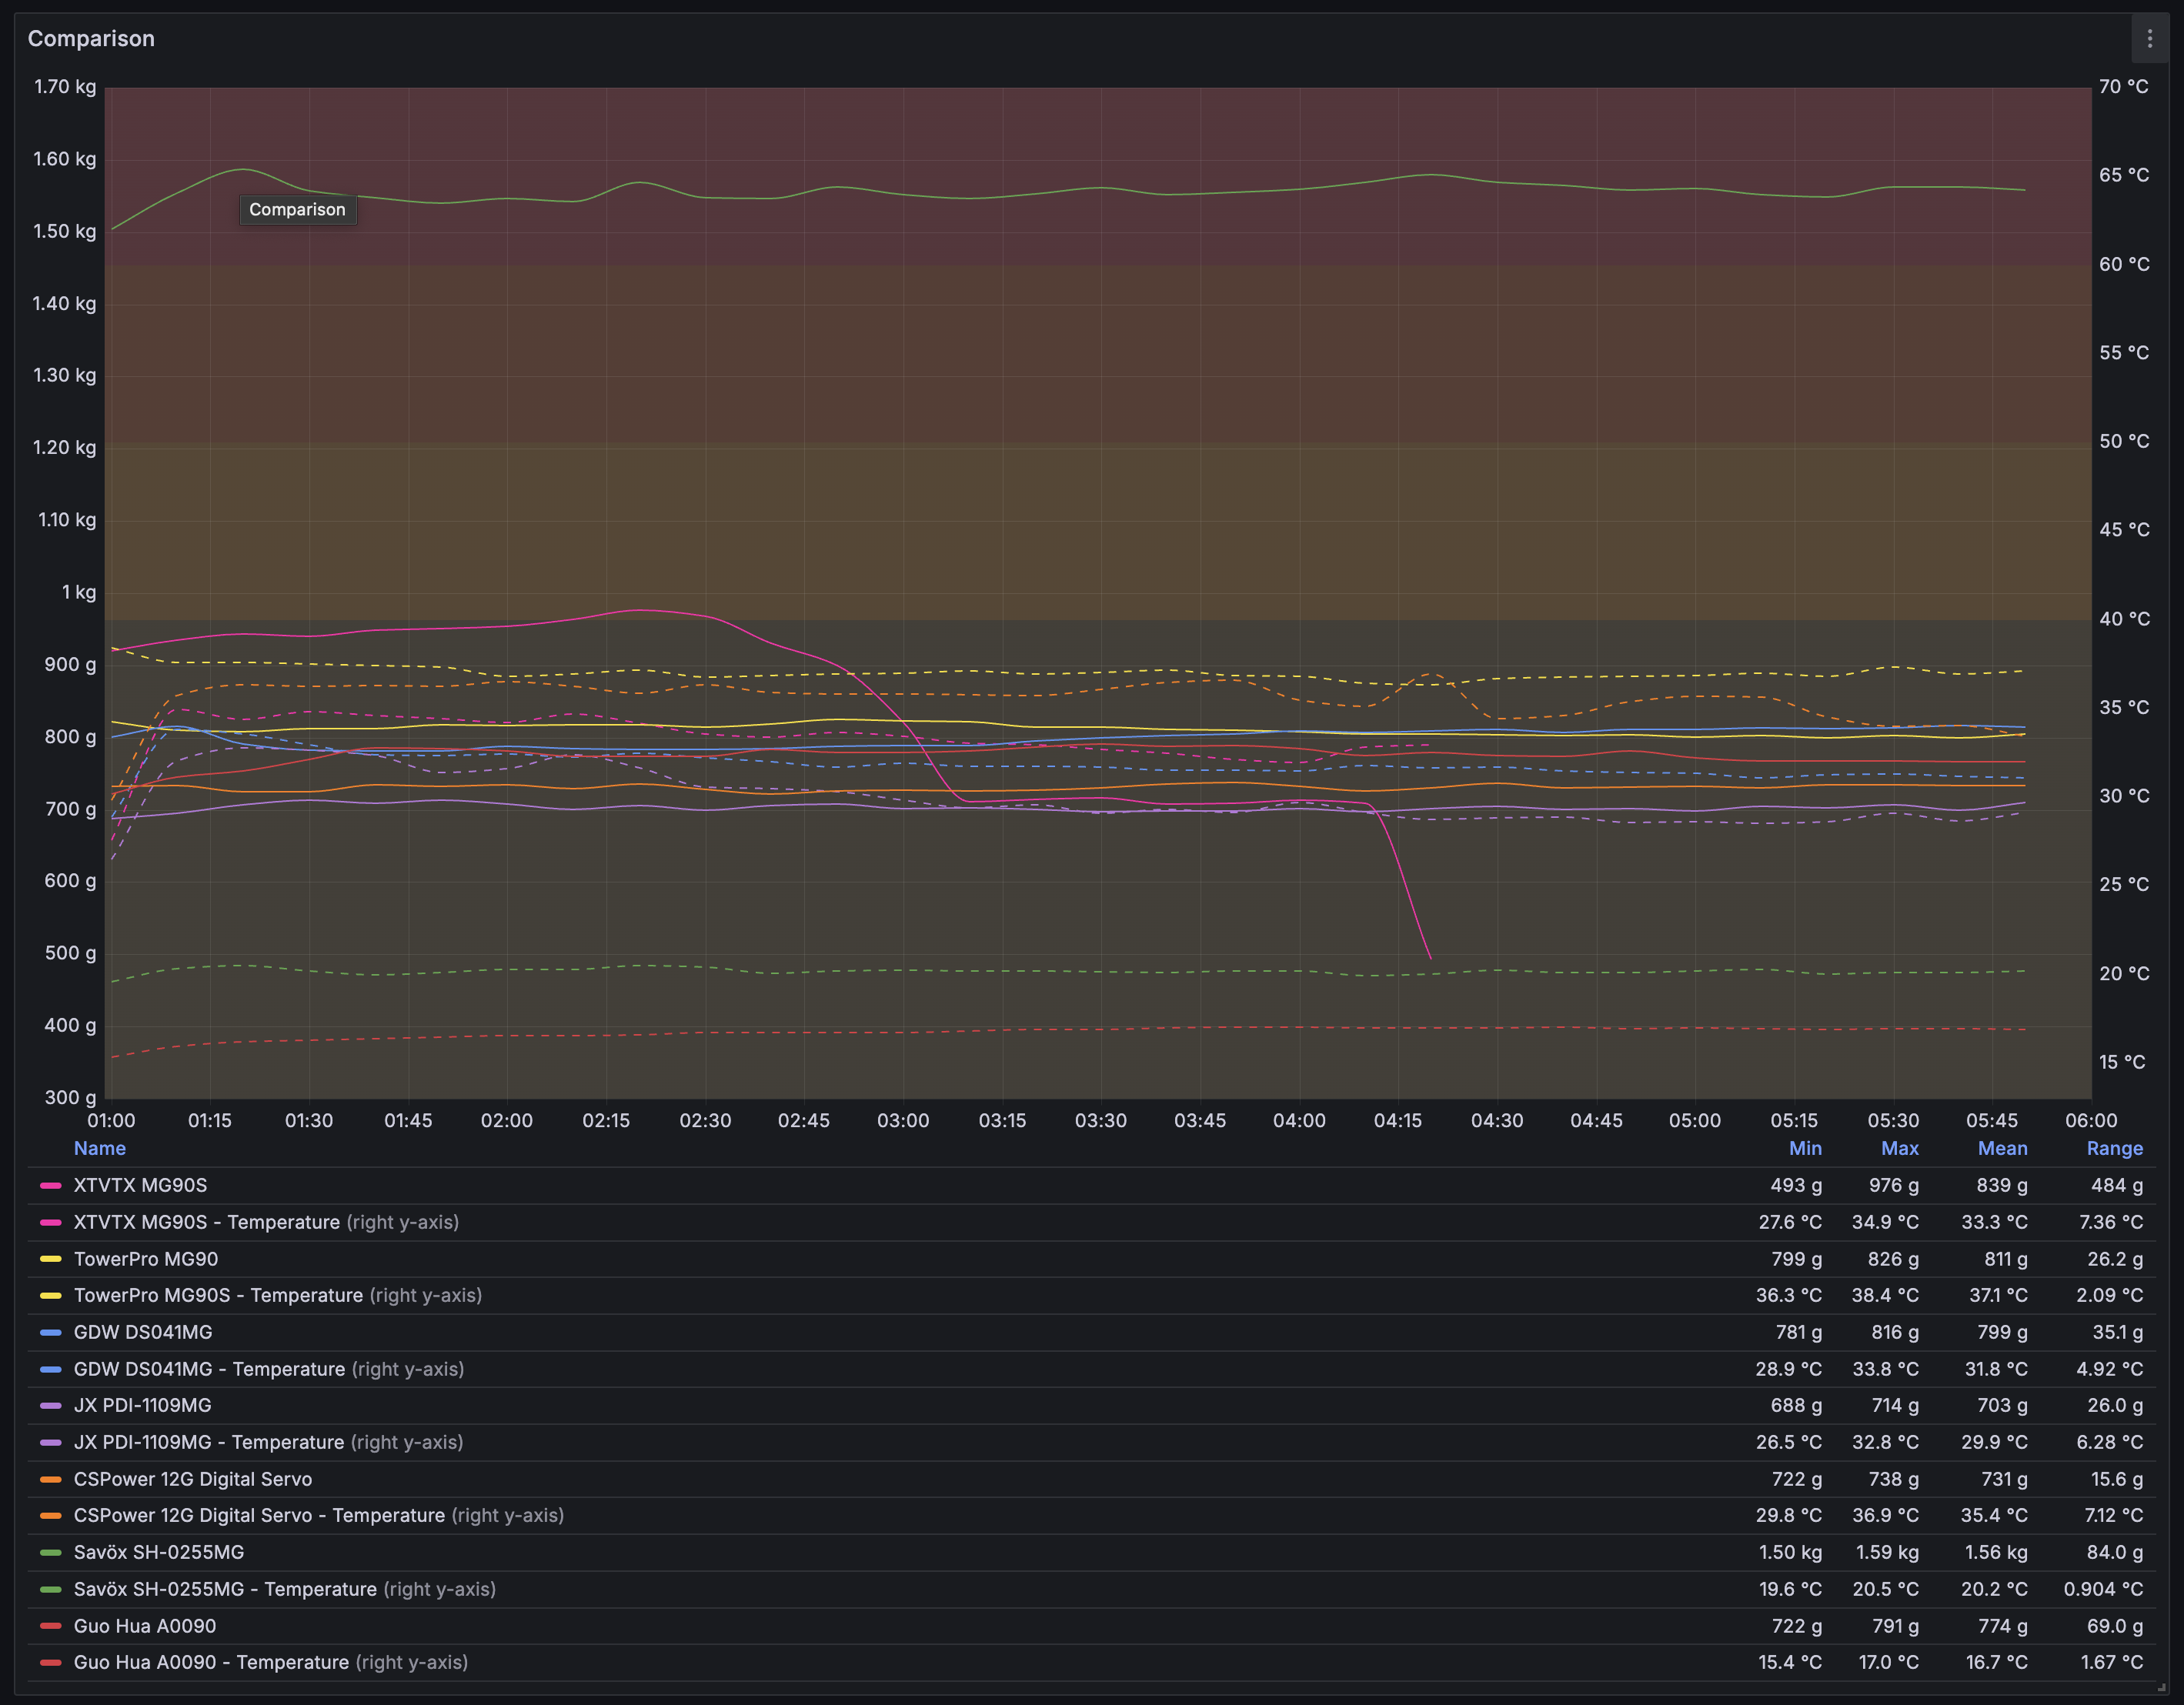 Comparison
1.70 kg
1.60 kg
1.50 kg
1.40 kg
1.30 kg
1.20 kg
1.10 kg
1 kg
900 g
800 g
700 g
600 g
500 g
400 g
300 g
70 °C
65 °C
60 °C
55 °C
50 °C
45 °C
40 °C
35 °C
30 °C
25 °C
20 °C
15 °C
Comparison
01:00 01:15 01:30 01:45 02:00 02:15 02:30 02:45 03:00 03:15 03:30 03:45 04:00 04:15 04:30 04:45 05:00 05:15 05:30 05:45 06:00
Name Min Max Mean Range
XTVTX MG90S 493 g 976 g 839 g 484 g
XTVTX MG90S - Temperature (right y-axis) 27.6 °C 34.9 °C 33.3 °C 7.36 °C
TowerPro MG90 799 g 826 g 811 g 26.2 g
TowerPro MG90S - Temperature (right y-axis) 36.3 °C 38.4 °C 37.1 °C 2.09 °C
GDW DS041MG 781 g 816 g 799 g 35.1 g
GDW DS041MG - Temperature (right y-axis) 28.9 °C 33.8 °C 31.8 °C 4.92 °C
JX PDI-1109MG 688 g 714 g 703 g 26.0 g
JX PDI-1109MG - Temperature (right y-axis) 26.5 °C 32.8 °C 29.9 °C 6.28 °C
CSPower 12G Digital Servo 722 g 738 g 731 g 15.6 g
CSPower 12G Digital Servo - Temperature (right y-axis) 29.8 °C 36.9 °C 35.4 °C 7.12 °C
Savöx SH-0255MG 1.50 kg 1.59 kg 1.56 kg 84.0 g
Savöx SH-0255MG - Temperature (right y-axis) 19.6 °C 20.5 °C 20.2 °C 0.904 °C
Guo Hua A0090 722 g 791 g 774 g 69.0 g
Guo Hua A0090 - Temperature (right y-axis) 15.4 °C 17.0 °C 16.7 °C 1.67 °C